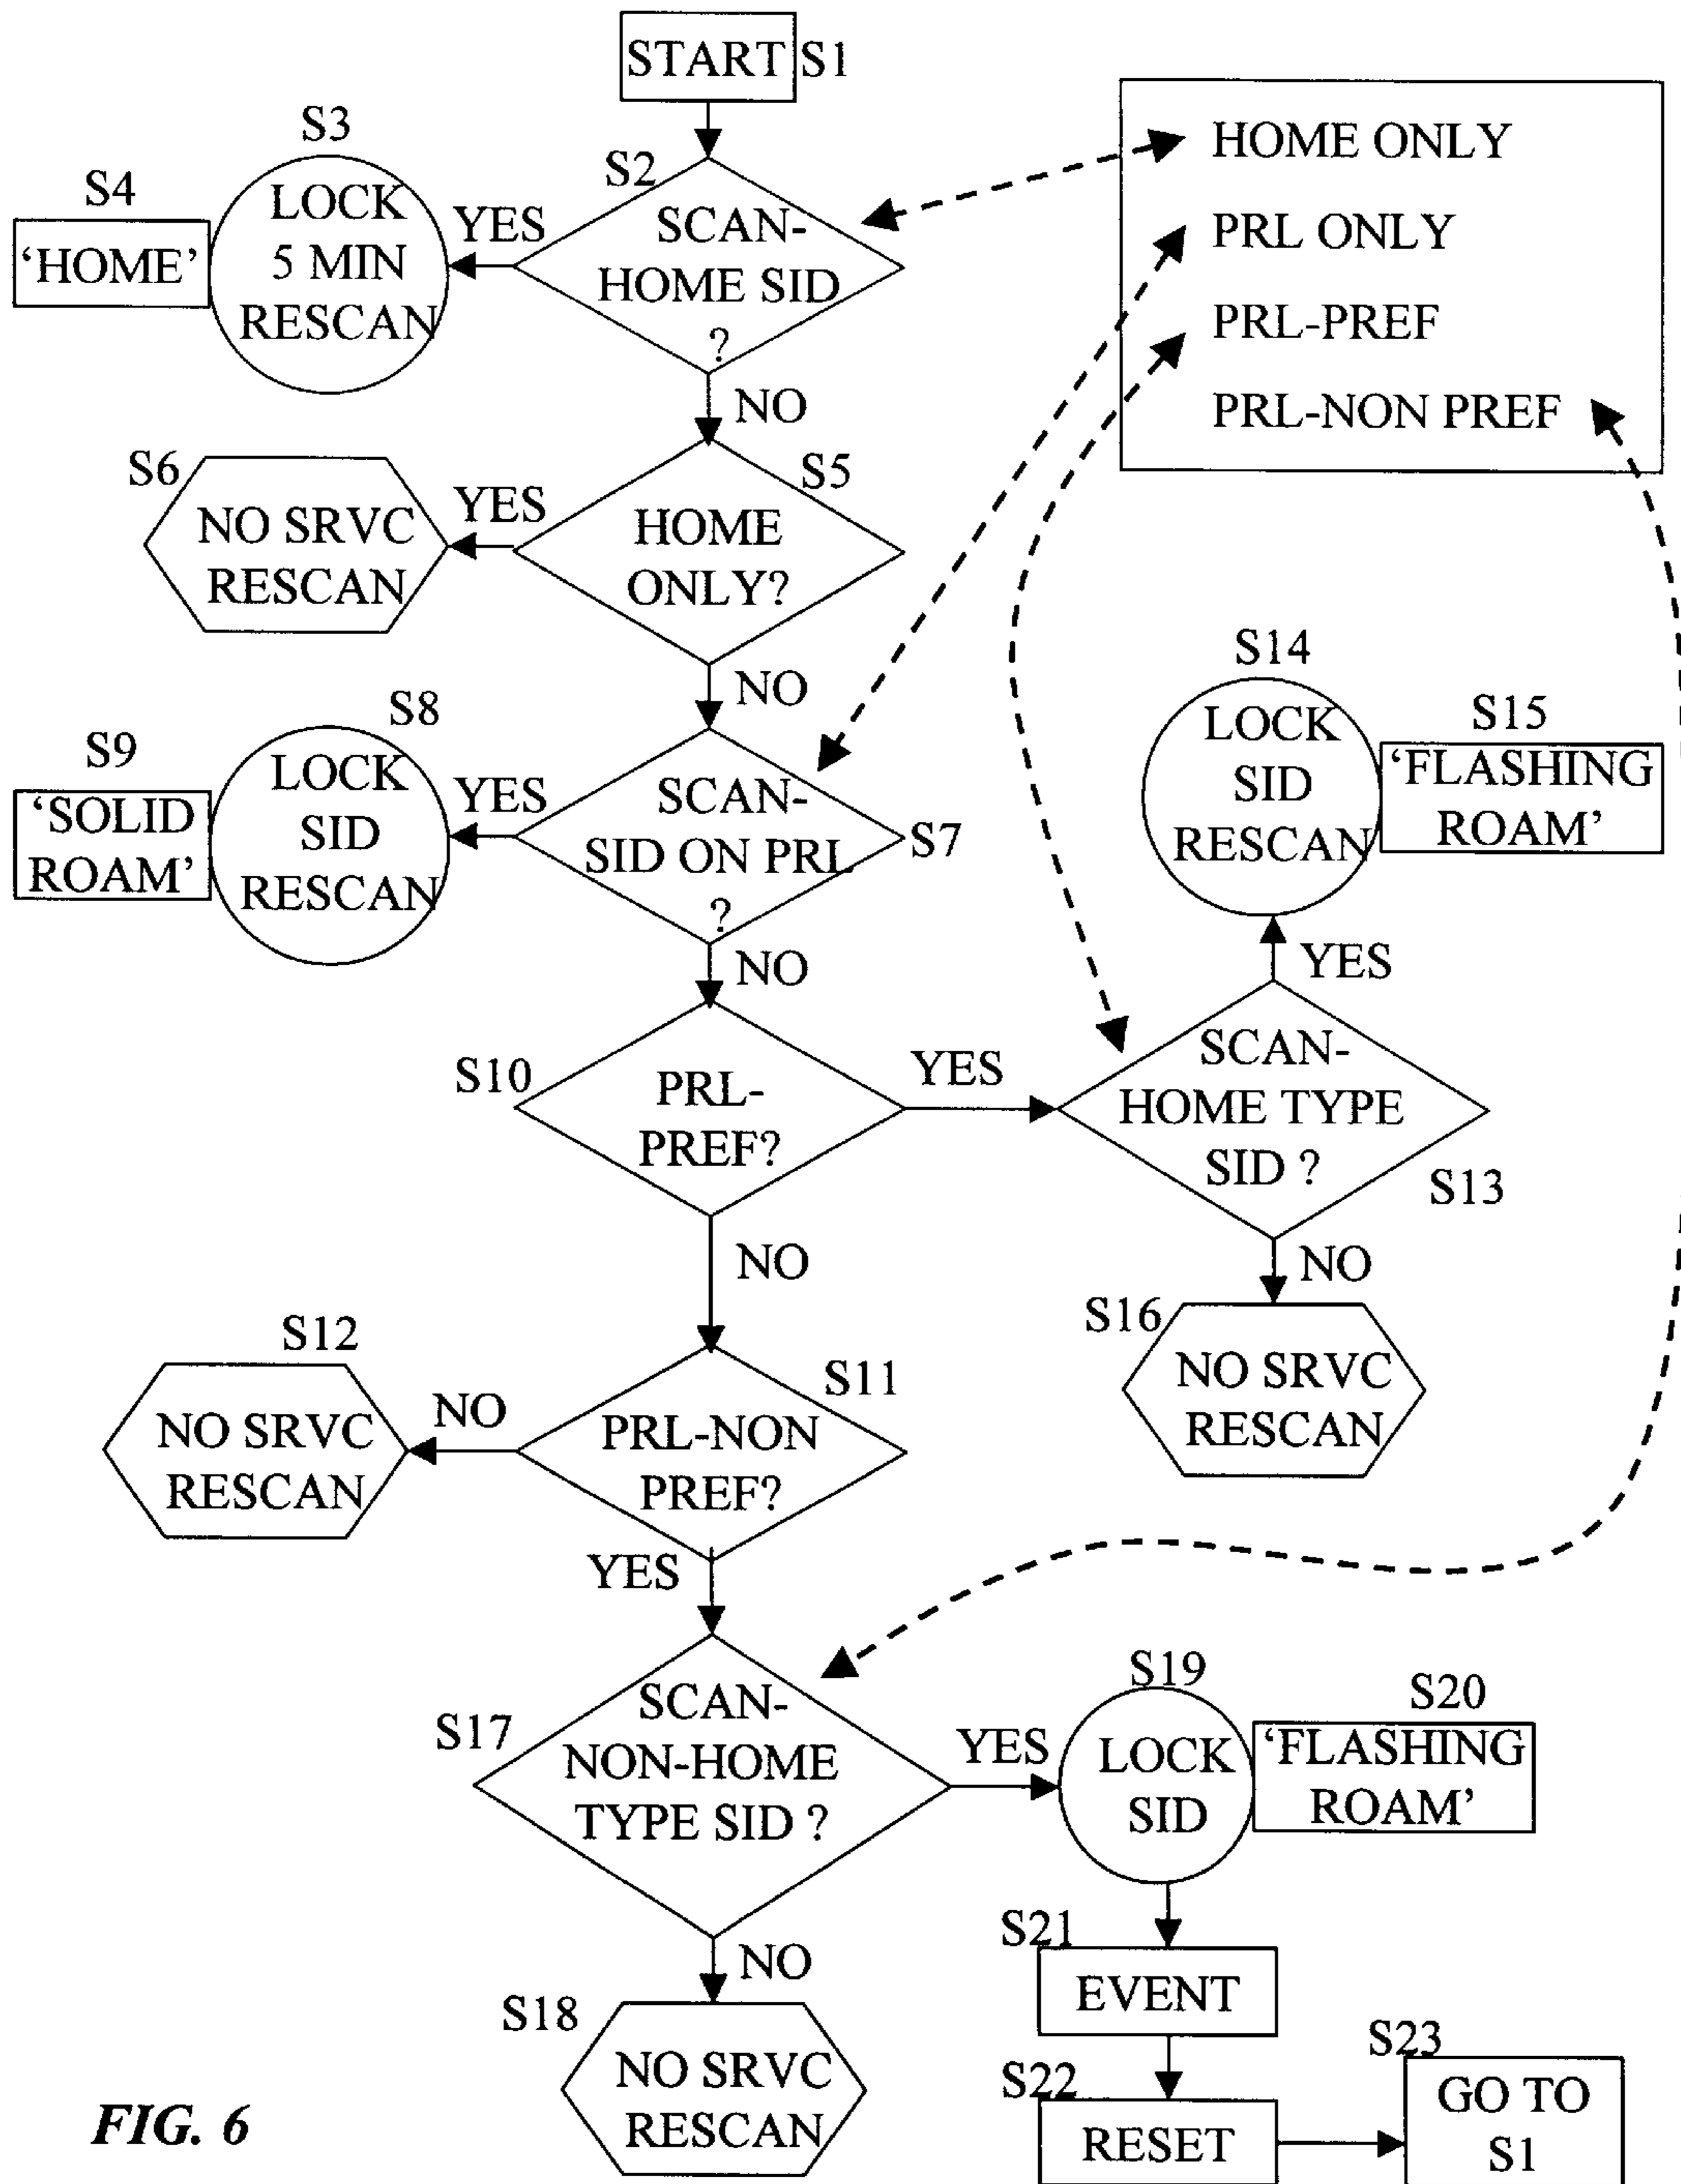 START S1
HOME ONLY
PRL ONLY
PRL-PREF
PRL-NON PREF
S2
SCAN-
HOME SID
?
YES
S3
LOCK
5 MIN
RESCAN
S4
‘HOME’
NO
S5
HOME
ONLY?
YES
S6
NO SRVC
RESCAN
NO
SCAN-
SID ON PRL
?
S7
YES
S8
LOCK
SID
RESCAN
S9
‘SOLID
ROAM’
NO
S10
PRL-
PREF?
YES
SCAN-
HOME TYPE
SID ?
S13
YES
S14
LOCK
SID
RESCAN
S15
‘FLASHING
ROAM’
NO
S16
NO SRVC
RESCAN
NO
S11
PRL-NON
PREF?
NO
S12
NO SRVC
RESCAN
YES
S17
SCAN-
NON-HOME
TYPE SID ?
YES
S19
LOCK
SID
S20
‘FLASHING
ROAM’
S21
EVENT
S22
RESET
S23
GO TO
S1
NO
S18
NO SRVC
RESCAN
FIG. 6